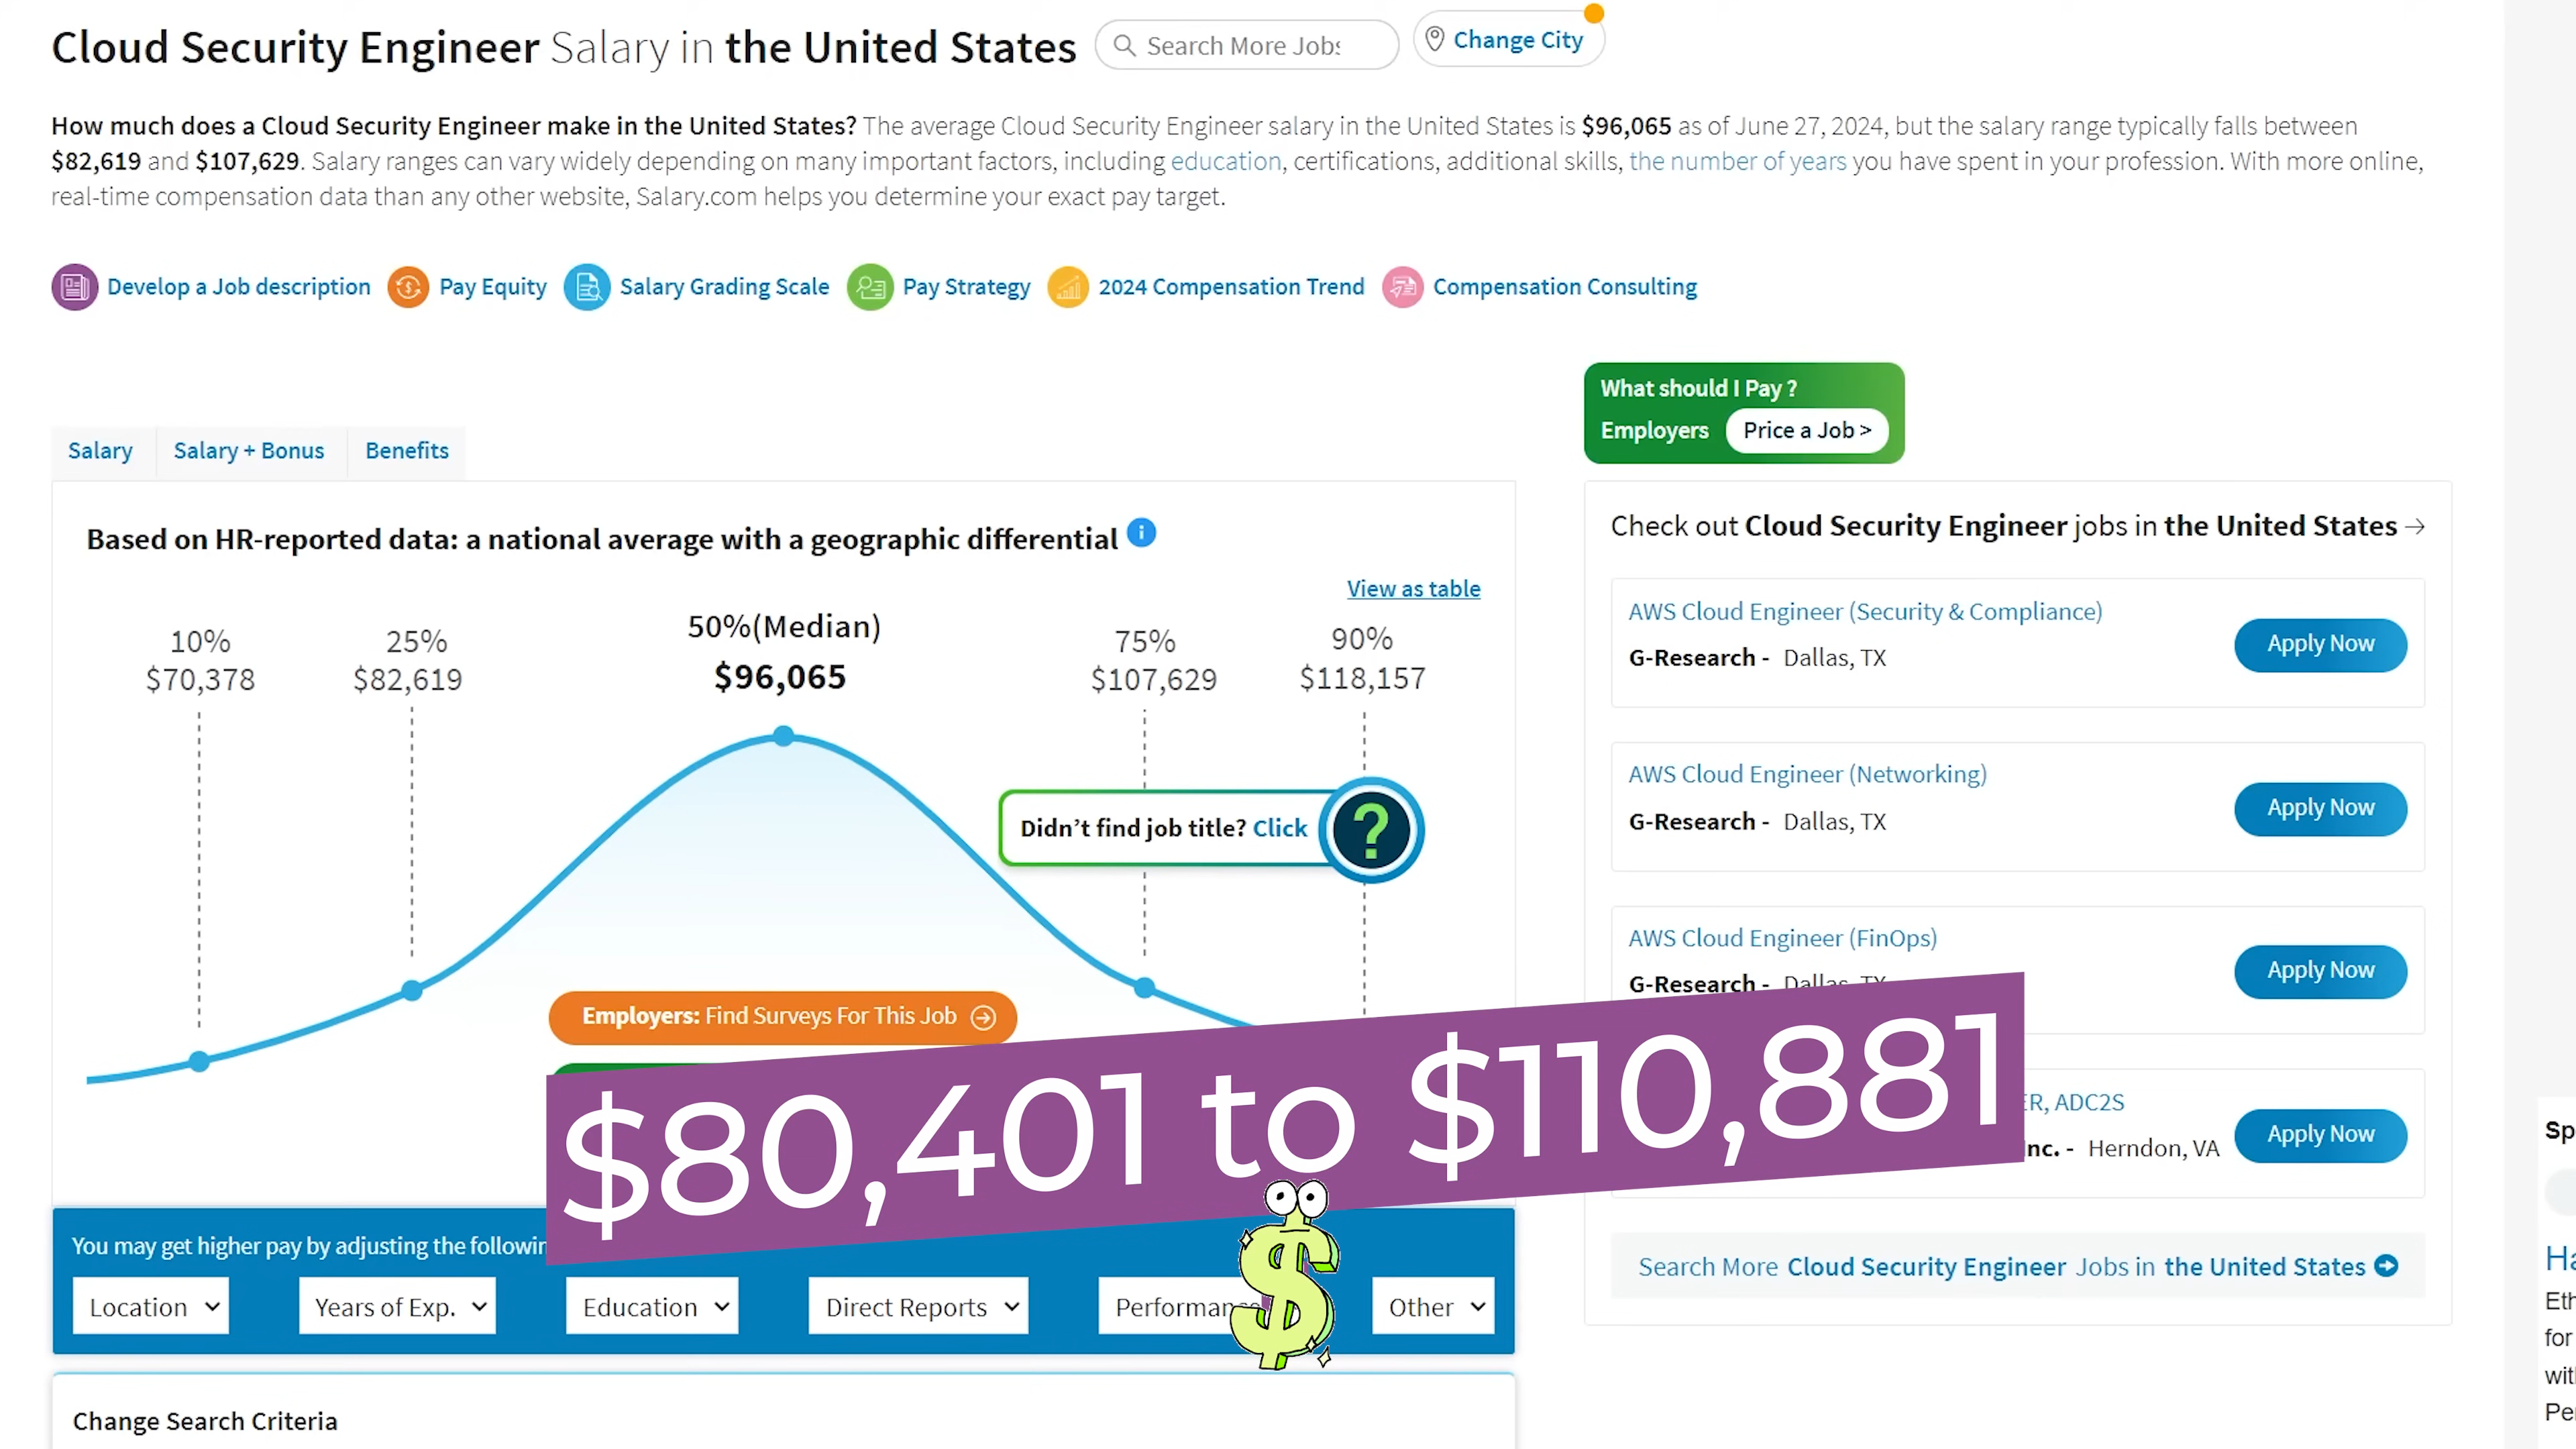 Cloud Security Engineer Salary in the United States
Search More Jobs
Change City
How much does a Cloud Security Engineer make in the United States? The average Cloud Security Engineer salary in the United States is $96,065 as of June 27, 2024, but the salary range typically falls between
$82,619 and $107,629. Salary ranges can vary widely depending on many important factors, including education, certifications, additional skills, the number of years you have spent in your profession. With more online,
real-time compensation data than any other website, Salary.com helps you determine your exact pay target.
Develop a Job description
Pay Equity
Salary Grading Scale
Pay Strategy
2024 Compensation Trend
Compensation Consulting
What should I Pay ?
Employers
Price a Job >
Salary
Salary + Bonus
Benefits
Based on HR-reported data: a national average with a geographic differential
View as table
10%
$70,378
25%
$82,619
50%(Median)
$96,065
75%
$107,629
90%
$118,157
Didn't find job title? Click
?
Employers: Find Surveys For This Job
$80,401 to $110,881
$
You may get higher pay by adjusting the followin
Location
Years of Exp.
Education
Direct Reports
Performan
Other
Change Search Criteria
Check out Cloud Security Engineer jobs in the United States →
AWS Cloud Engineer (Security & Compliance)
G-Research - Dallas, TX
Apply Now
AWS Cloud Engineer (Networking)
G-Research - Dallas, TX
Apply Now
AWS Cloud Engineer (FinOps)
G-Research - Dallas, TX
Apply Now
ER, ADC2S
nc. - Herndon, VA
Apply Now
Search More Cloud Security Engineer Jobs in the United States
Sp
Ha
Eth
for
wit
Pe